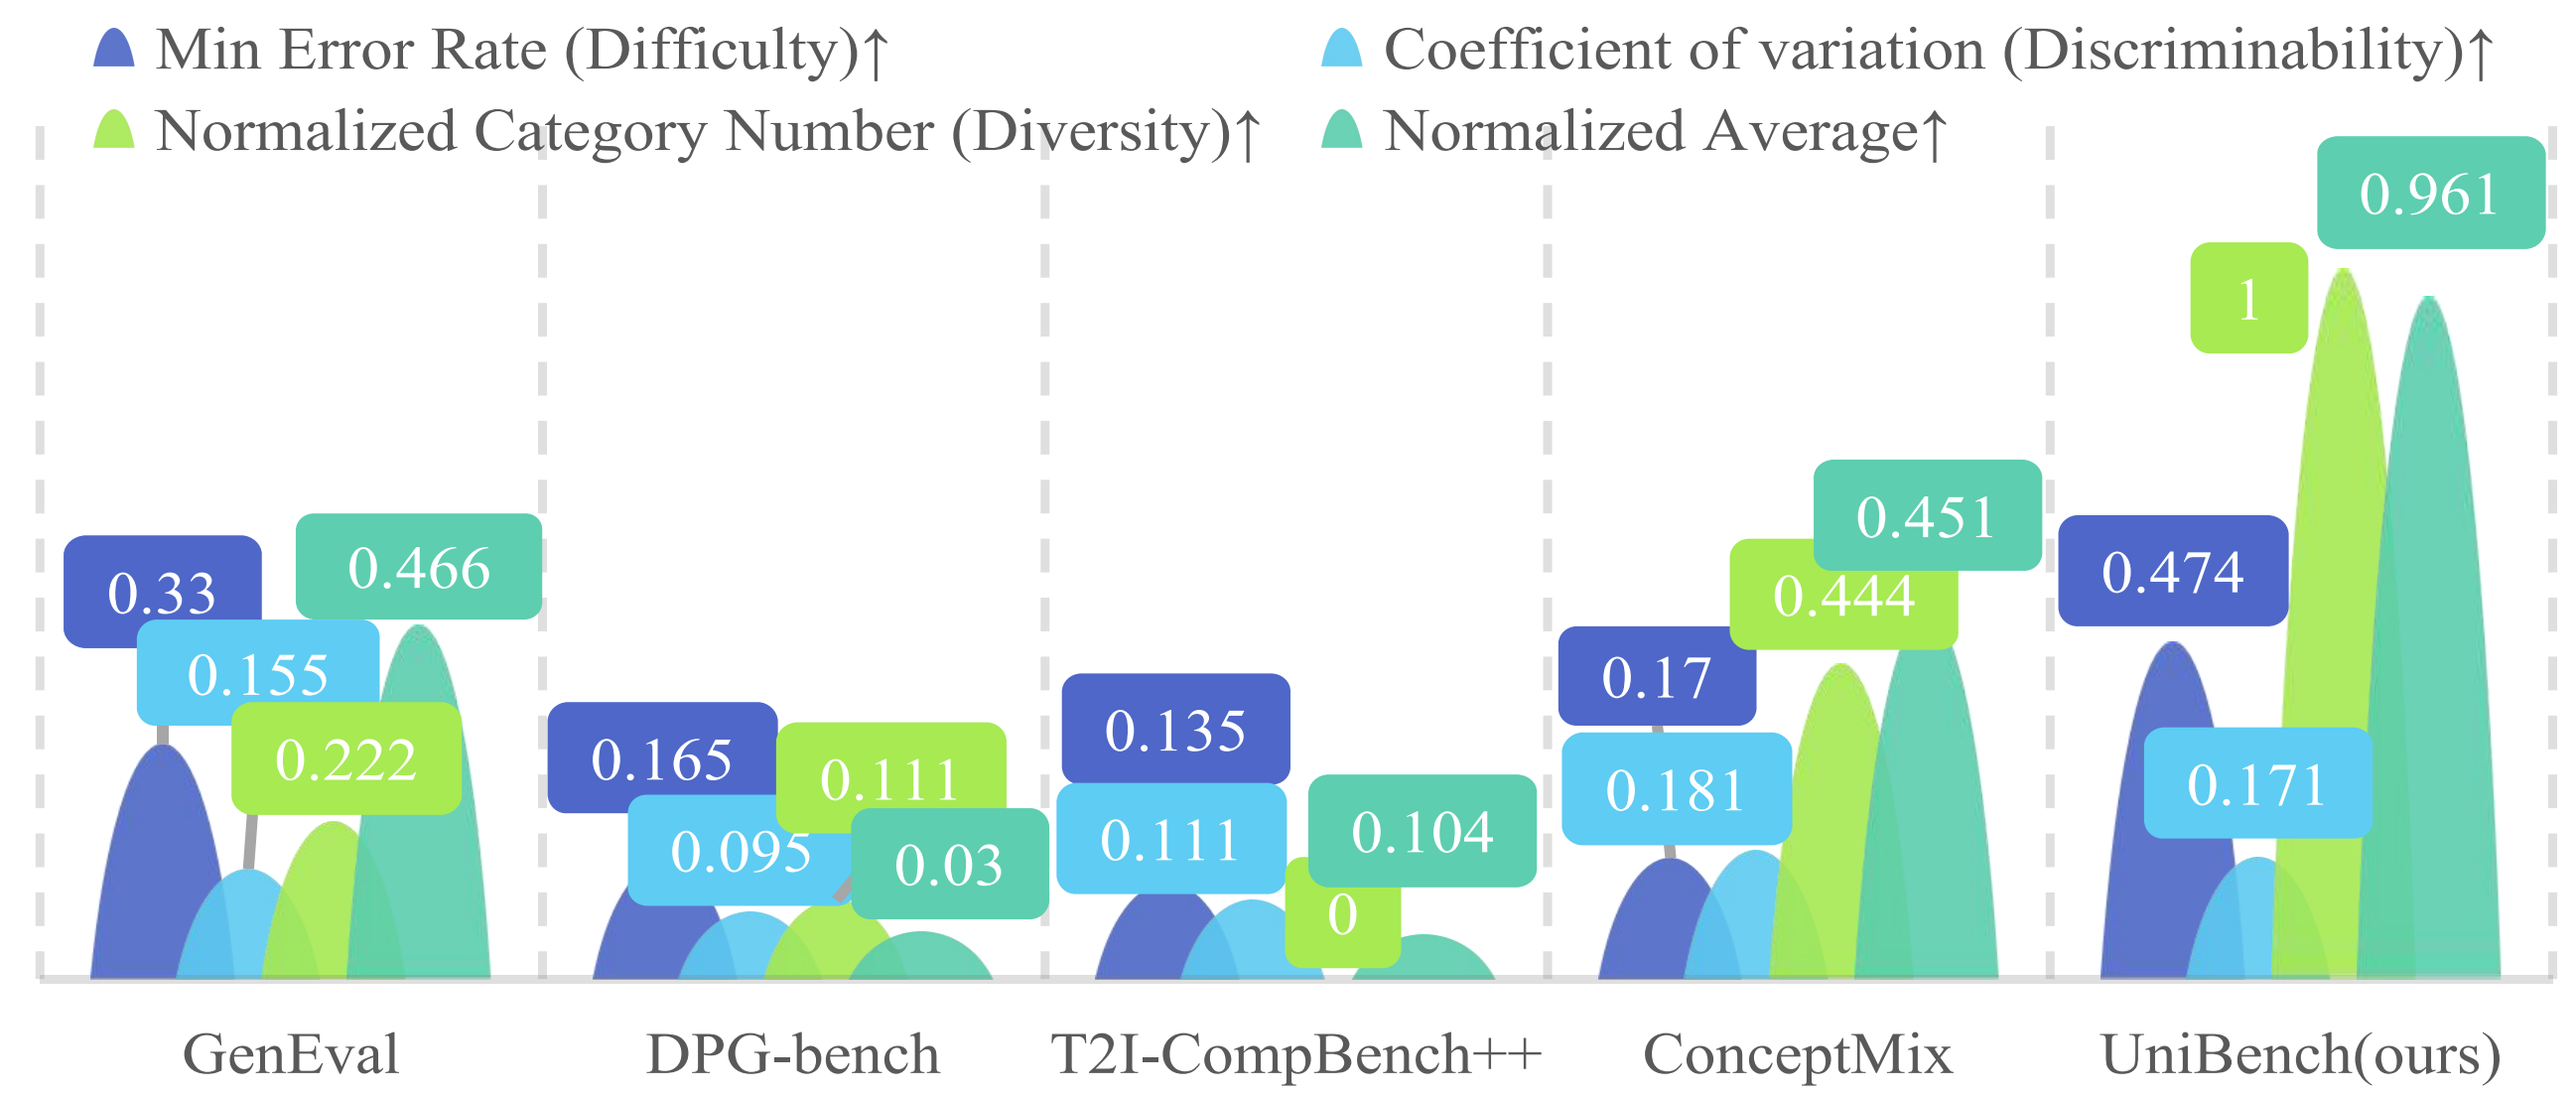 Min Error Rate (Difficulty)↑
Coefficient of variation (Discriminability)↑
Normalized Category Number (Diversity)↑
Normalized Average↑
0.33
0.155
0.222
0.466
0.165
0.095
0.111
0.03
0.135
0.111
0
0.104
0.17
0.181
0.444
0.451
0.474
0.171
1
0.961
GenEval
DPG-bench
T2I-CompBench++
ConceptMix
UniBench(ours)